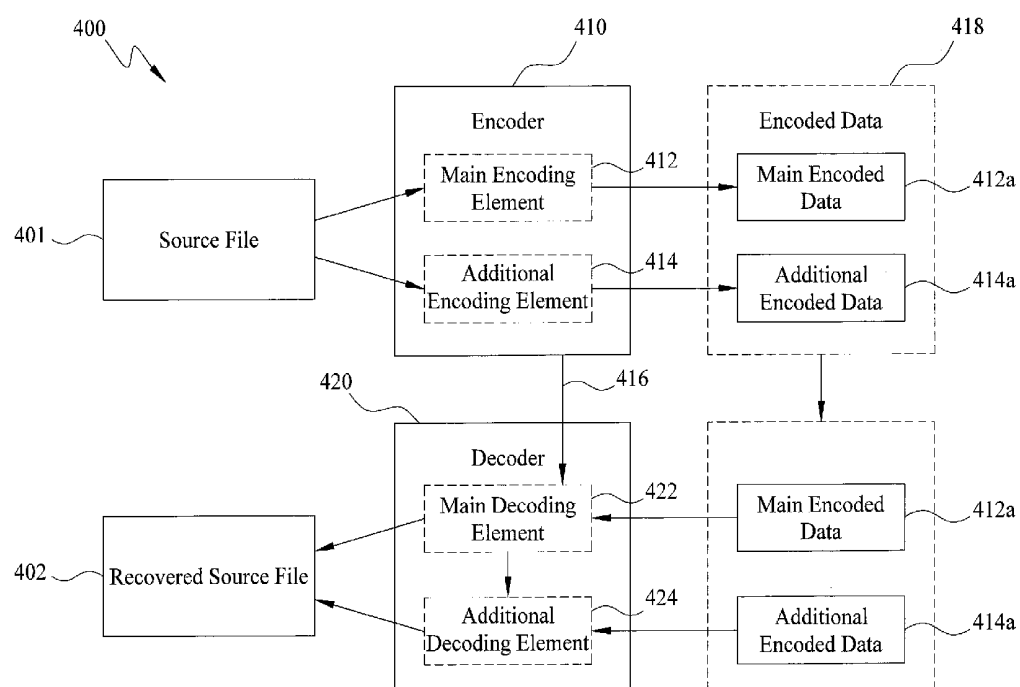 400
410
418
Encoder
Encoded Data
Main Encoding
Element
412
Main Encoded
Data
412a
401
Source File
Additional
Encoding Element
414
Additional
Encoded Data
414a
420
416
Decoder
Main Decoding
Element
422
Main Encoded
Data
412a
402
Recovered Source File
Additional
Decoding Element
424
Additional
Encoded Data
414a